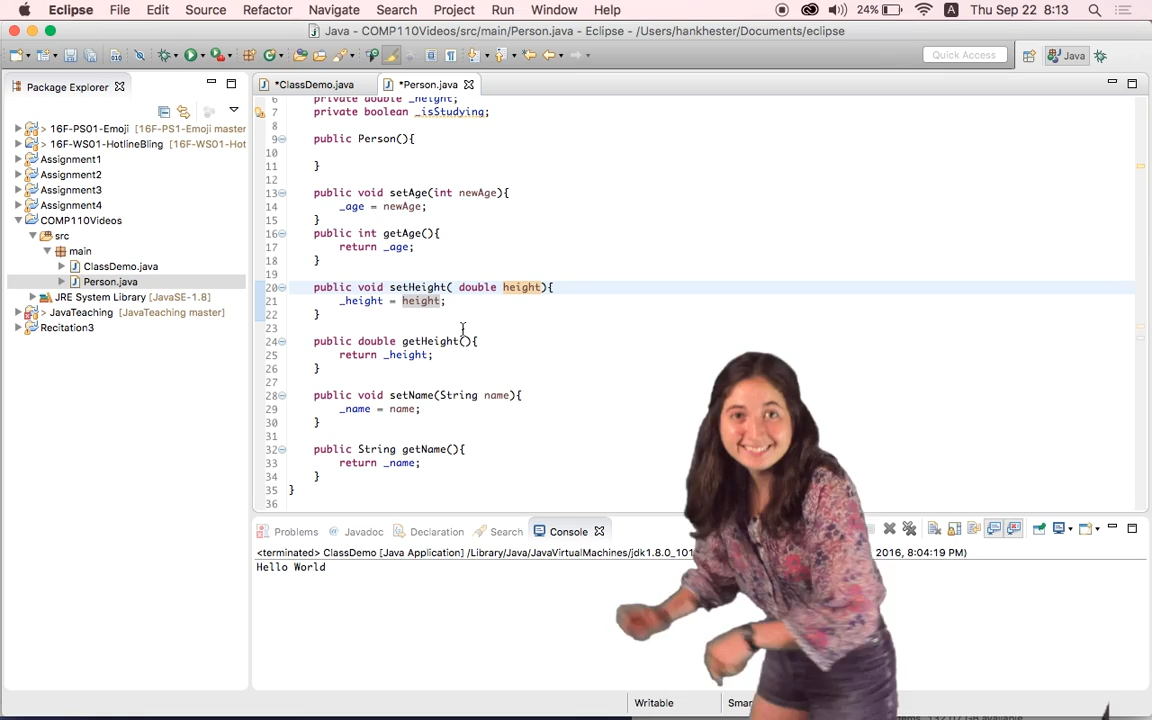 Eclipse File Edit Source Refactor Navigate Search Project Run Window Help 24% A Thu Sep 22 8:13
Java - COMP110Videos/src/main/Person.java - Eclipse - /Users/hankhester/Documents/eclipse
Quick Access Java
Package Explorer
*ClassDemo.java *Person.java
> 16F-PS01-Emoji [16F-PS1-Emoji master
> 16F-WS01-HotlineBling [16F-WS01-Hot
Assignment1
Assignment2
Assignment3
Assignment4
COMP110Videos
src
main
ClassDemo.java
Person.java
JRE System Library [JavaSE-1.8]
> JavaTeaching [JavaTeaching master]
Recitation3
6 private double _height;
7 private boolean _isStudying;
8
9 public Person(){
10
11 }
12
13 public void setAge(int newAge){
14 _age = newAge;
15 }
16 public int getAge(){
17 return _age;
18 }
19
20 public void setHeight( double height){
21 _height = height;
22 }
23
24 public double getHeight(){
25 return _height;
26 }
27
28 public void setName(String name){
29 _name = name;
30 }
31
32 public String getName(){
33 return _name;
34 }
35 }
36
Problems Javadoc Declaration Search Console
<terminated> ClassDemo [Java Application] /Library/Java/JavaVirtualMachines/jdk1.8.0_101 2016, 8:04:19 PM)
Hello World
Writable Smar